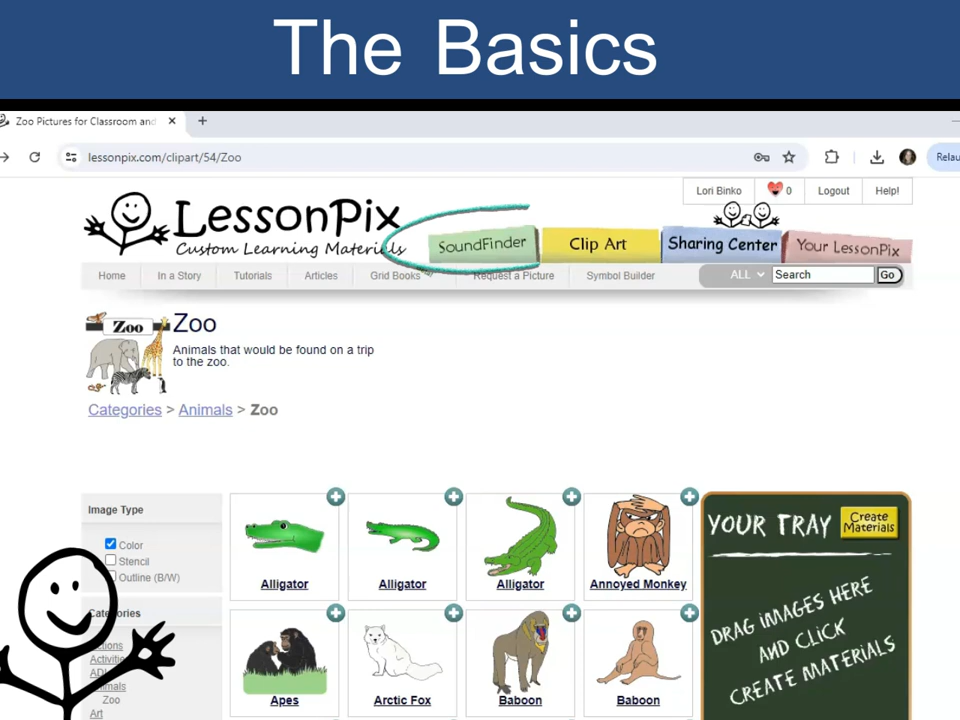 The Basics
Zoo Pictures for Classroom and
lessonpix.com/clipart/54/Zoo
Relau
Lori Binko 0 Logout Help!
LessonPix
Custom Learning Materials
SoundFinder Clip Art Sharing Center Your LessonPix
Home In a Story Tutorials Articles Grid Books Request a Picture Symbol Builder ALL Search Go
Zoo
Zoo
Animals that would be found on a trip
to the zoo.
Categories > Animals > Zoo
Image Type
Color
Stencil
Outline (B/W)
Categories
Zoo
Art
Alligator Alligator Alligator Annoyed Monkey
Apes Arctic Fox Baboon Baboon
YOUR TRAY Create Materials
DRAG IMAGES HERE
AND CLICK
CREATE MATERIALS